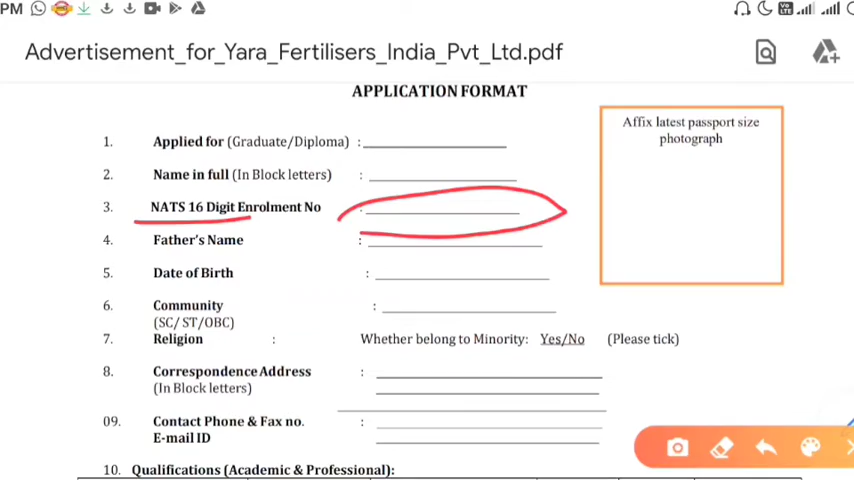 PM
Advertisement_for_Yara_Fertilisers_India_Pvt_Ltd.pdf
APPLICATION FORMAT
Affix latest passport size
photograph
1. Applied for (Graduate/Diploma) :
2. Name in full (In Block letters) :
3. NATS 16 Digit Enrolment No :
4. Father's Name :
5. Date of Birth :
6. Community :
(SC/ ST/OBC)
7. Religion : Whether belong to Minority: Yes/No (Please tick)
8. Correspondence Address :
(In Block letters)
09. Contact Phone & Fax no. :
E-mail ID
10. Qualifications (Academic & Professional):